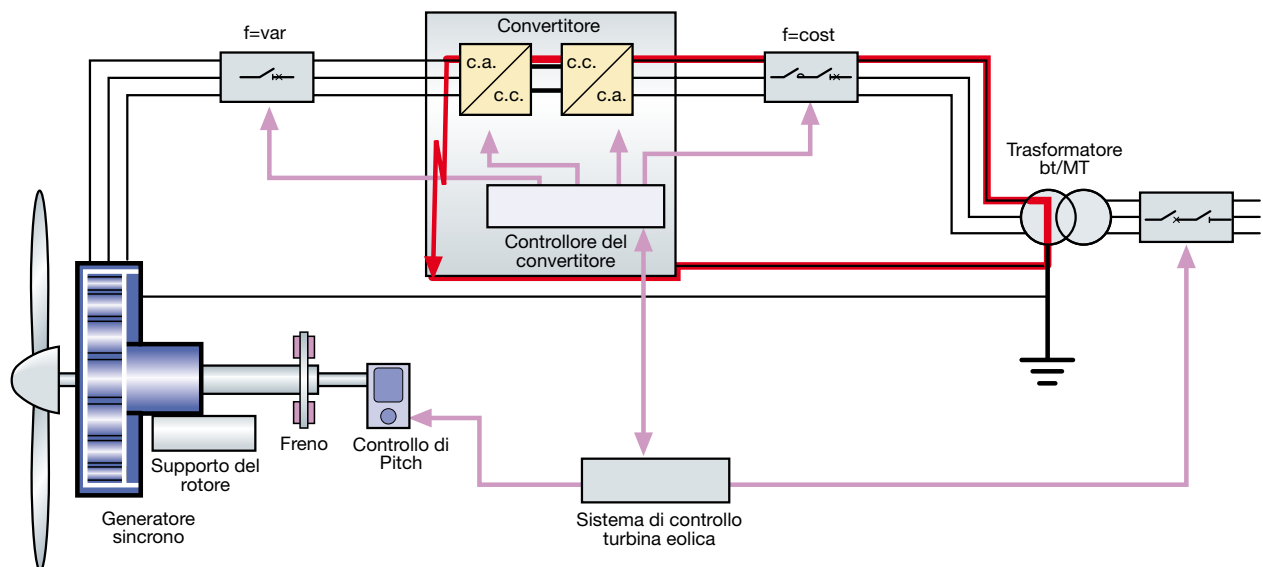 Convertitore
f=var
f=cost
c.a.
c.c.
c.c.
c.a.
Trasformatore
bt/MT
Controllore del
convertitore
Freno
Controllo di
Pitch
Supporto del
rotore
Generatore
sincrono
Sistema di controllo
turbina eolica